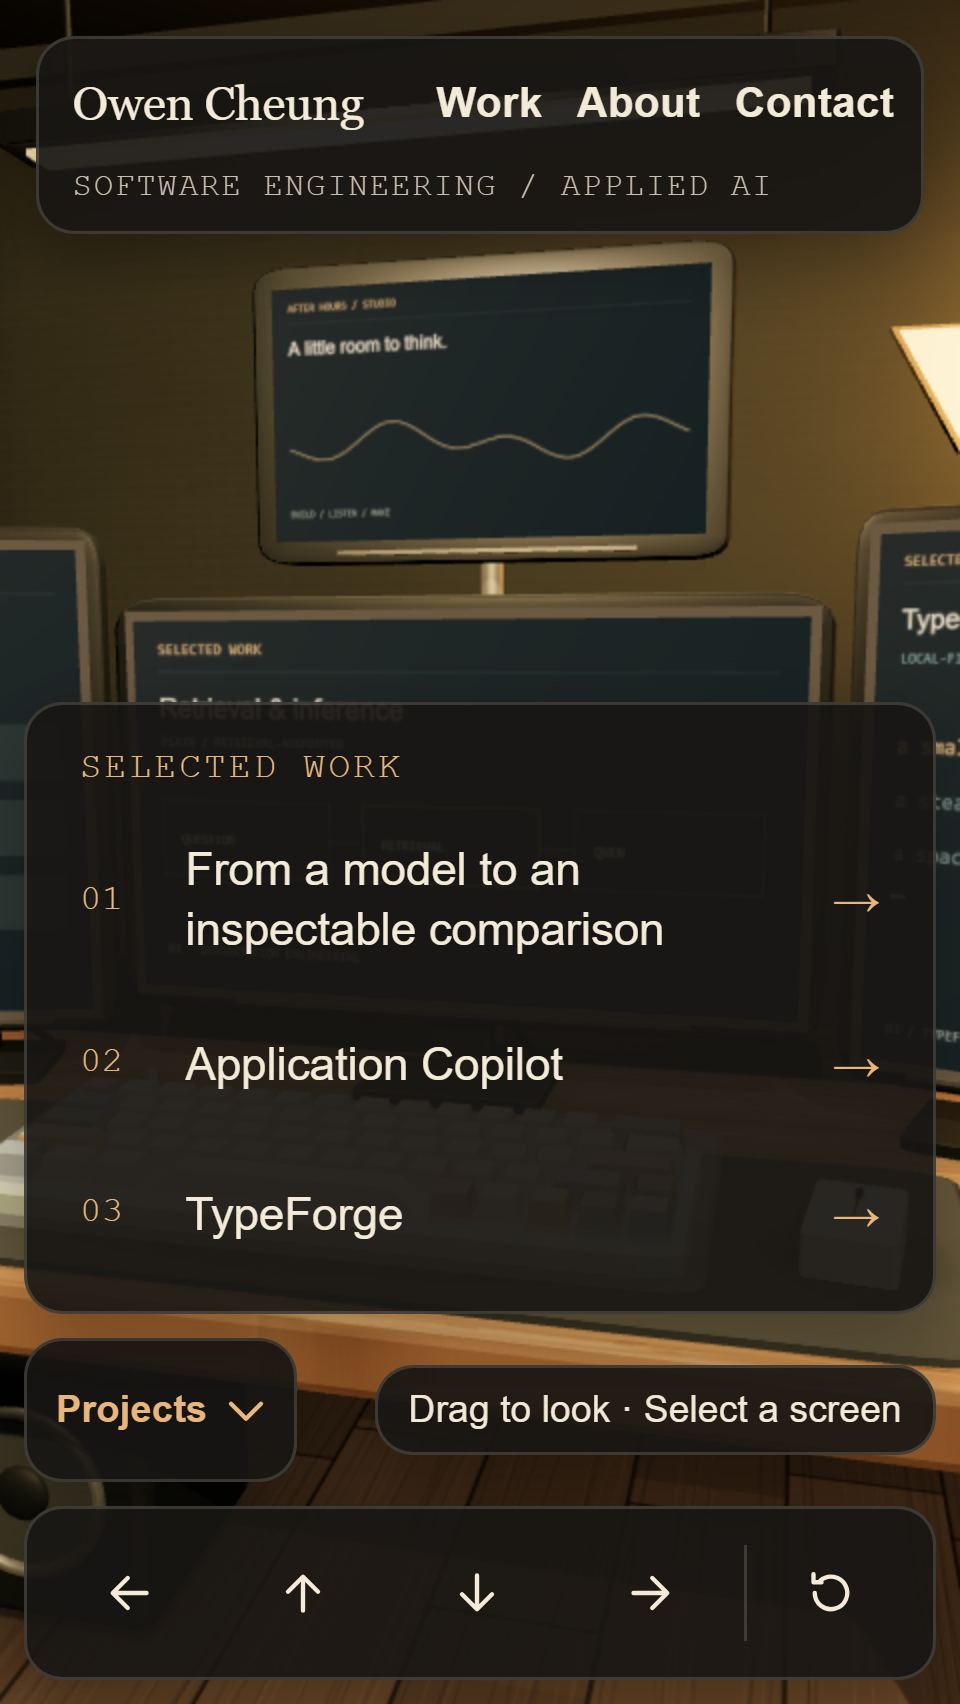 Owen Cheung
Work About Contact
SOFTWARE ENGINEERING / APPLIED AI
AFTER HOURS / STUDIO
A little room to think.
BUILD / LISTEN / MAKE
SELECTED WORK
Retrieval & inference
SELECTED WORK
01 From a model to an
inspectable comparison
02 Application Copilot
03 TypeForge
Projects
Drag to look · Select a screen